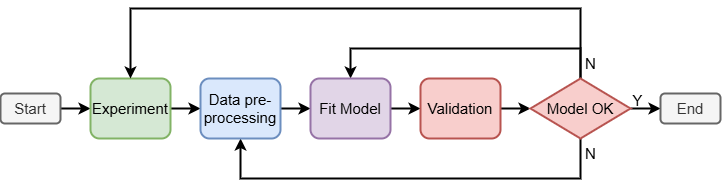 N
Start
Experiment
Data pre-
processing
Fit Model
Validation
Model OK
Y
End
N